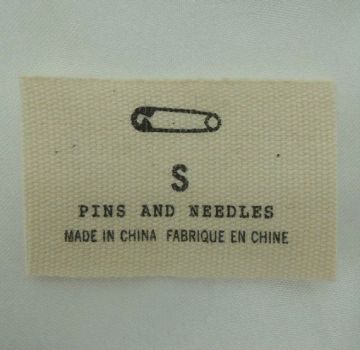 S
PINS AND NEEDLES
MADE IN CHINA FABRIQUE EN CHINE